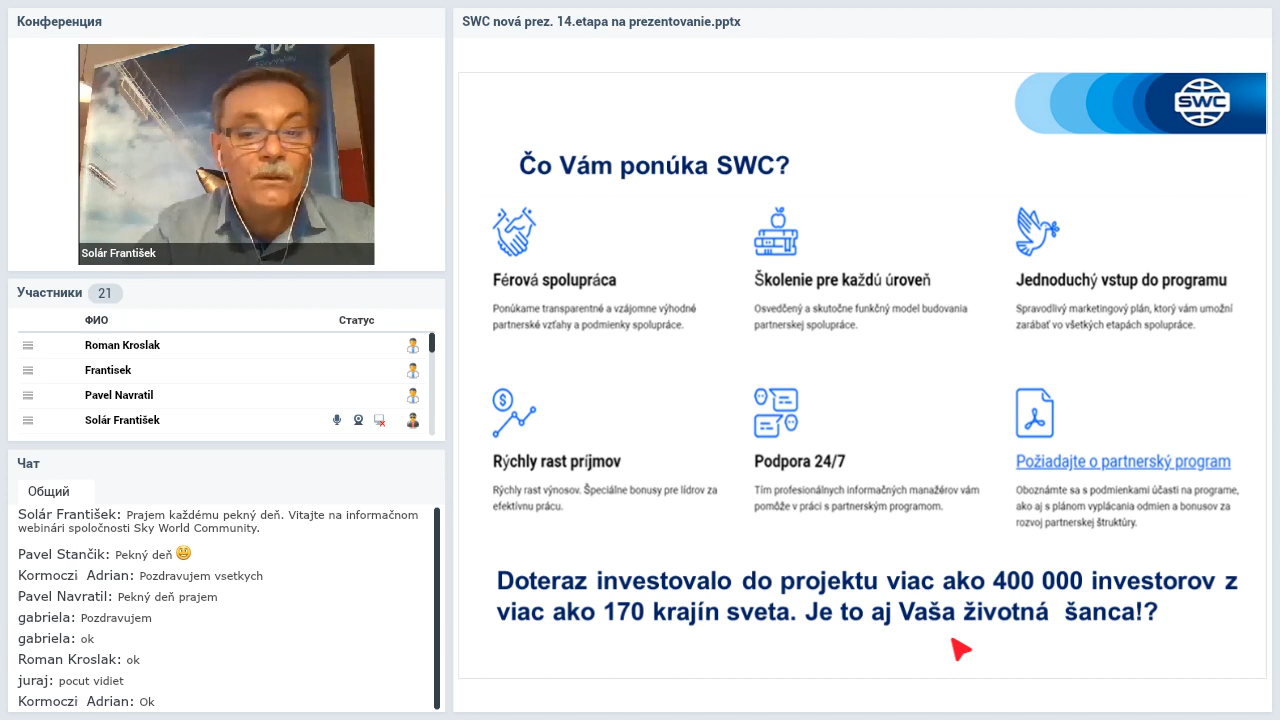 Конференция
Solár František
Участники 21
ФИО Статус
Roman Kroslak
Frantisek
Pavel Navratil
Solár František
Чат
Общий
Solár František: Prajem každému pekný deň. Vitajte na informačnom
webinári spoločnosti Sky World Community.
Pavel Stančik: Pekný deň
Kormoczi Adrian: Pozdravujem vsetkych
Pavel Navratil: Pekný deň prajem
gabriela: Pozdravujem
gabriela: ok
Roman Kroslak: ok
juraj: pocut vidiet
Kormoczi Adrian: Ok
SWC nová prez. 14.etapa na prezentovanie.pptx
SWC
Čo Vám ponúka SWC?
Férová spolupráca
Ponúkame transparentné a vzájomne výhodné
partnerské vzťahy a podmienky spolupráce.
Školenie pre každú úroveň
Osvedčený a skutočne funkčný model budovania
partnerskej spolupráce.
Jednoduchý vstup do programu
Spravodlivý marketingový plán, ktorý vám umožní
zarábať vo všetkých etapách spolupráce.
Rýchly rast príjmov
Rýchly rast výnosov. Špeciálne bonusy pre lídrov za
efektívnu prácu.
Podpora 24/7
Tím profesionálnych informačných manažérov vám
pomôže v práci s partnerským programom.
Požiadajte o partnerský program
Oboznámte sa s podmienkami účasti na programe,
ako aj s plánom vyplácania odmien a bonusov za
rozvoj partnerskej štruktúry.
Doteraz investovalo do projektu viac ako 400 000 investorov z
viac ako 170 krajín sveta. Je to aj Vaša životná šanca!?